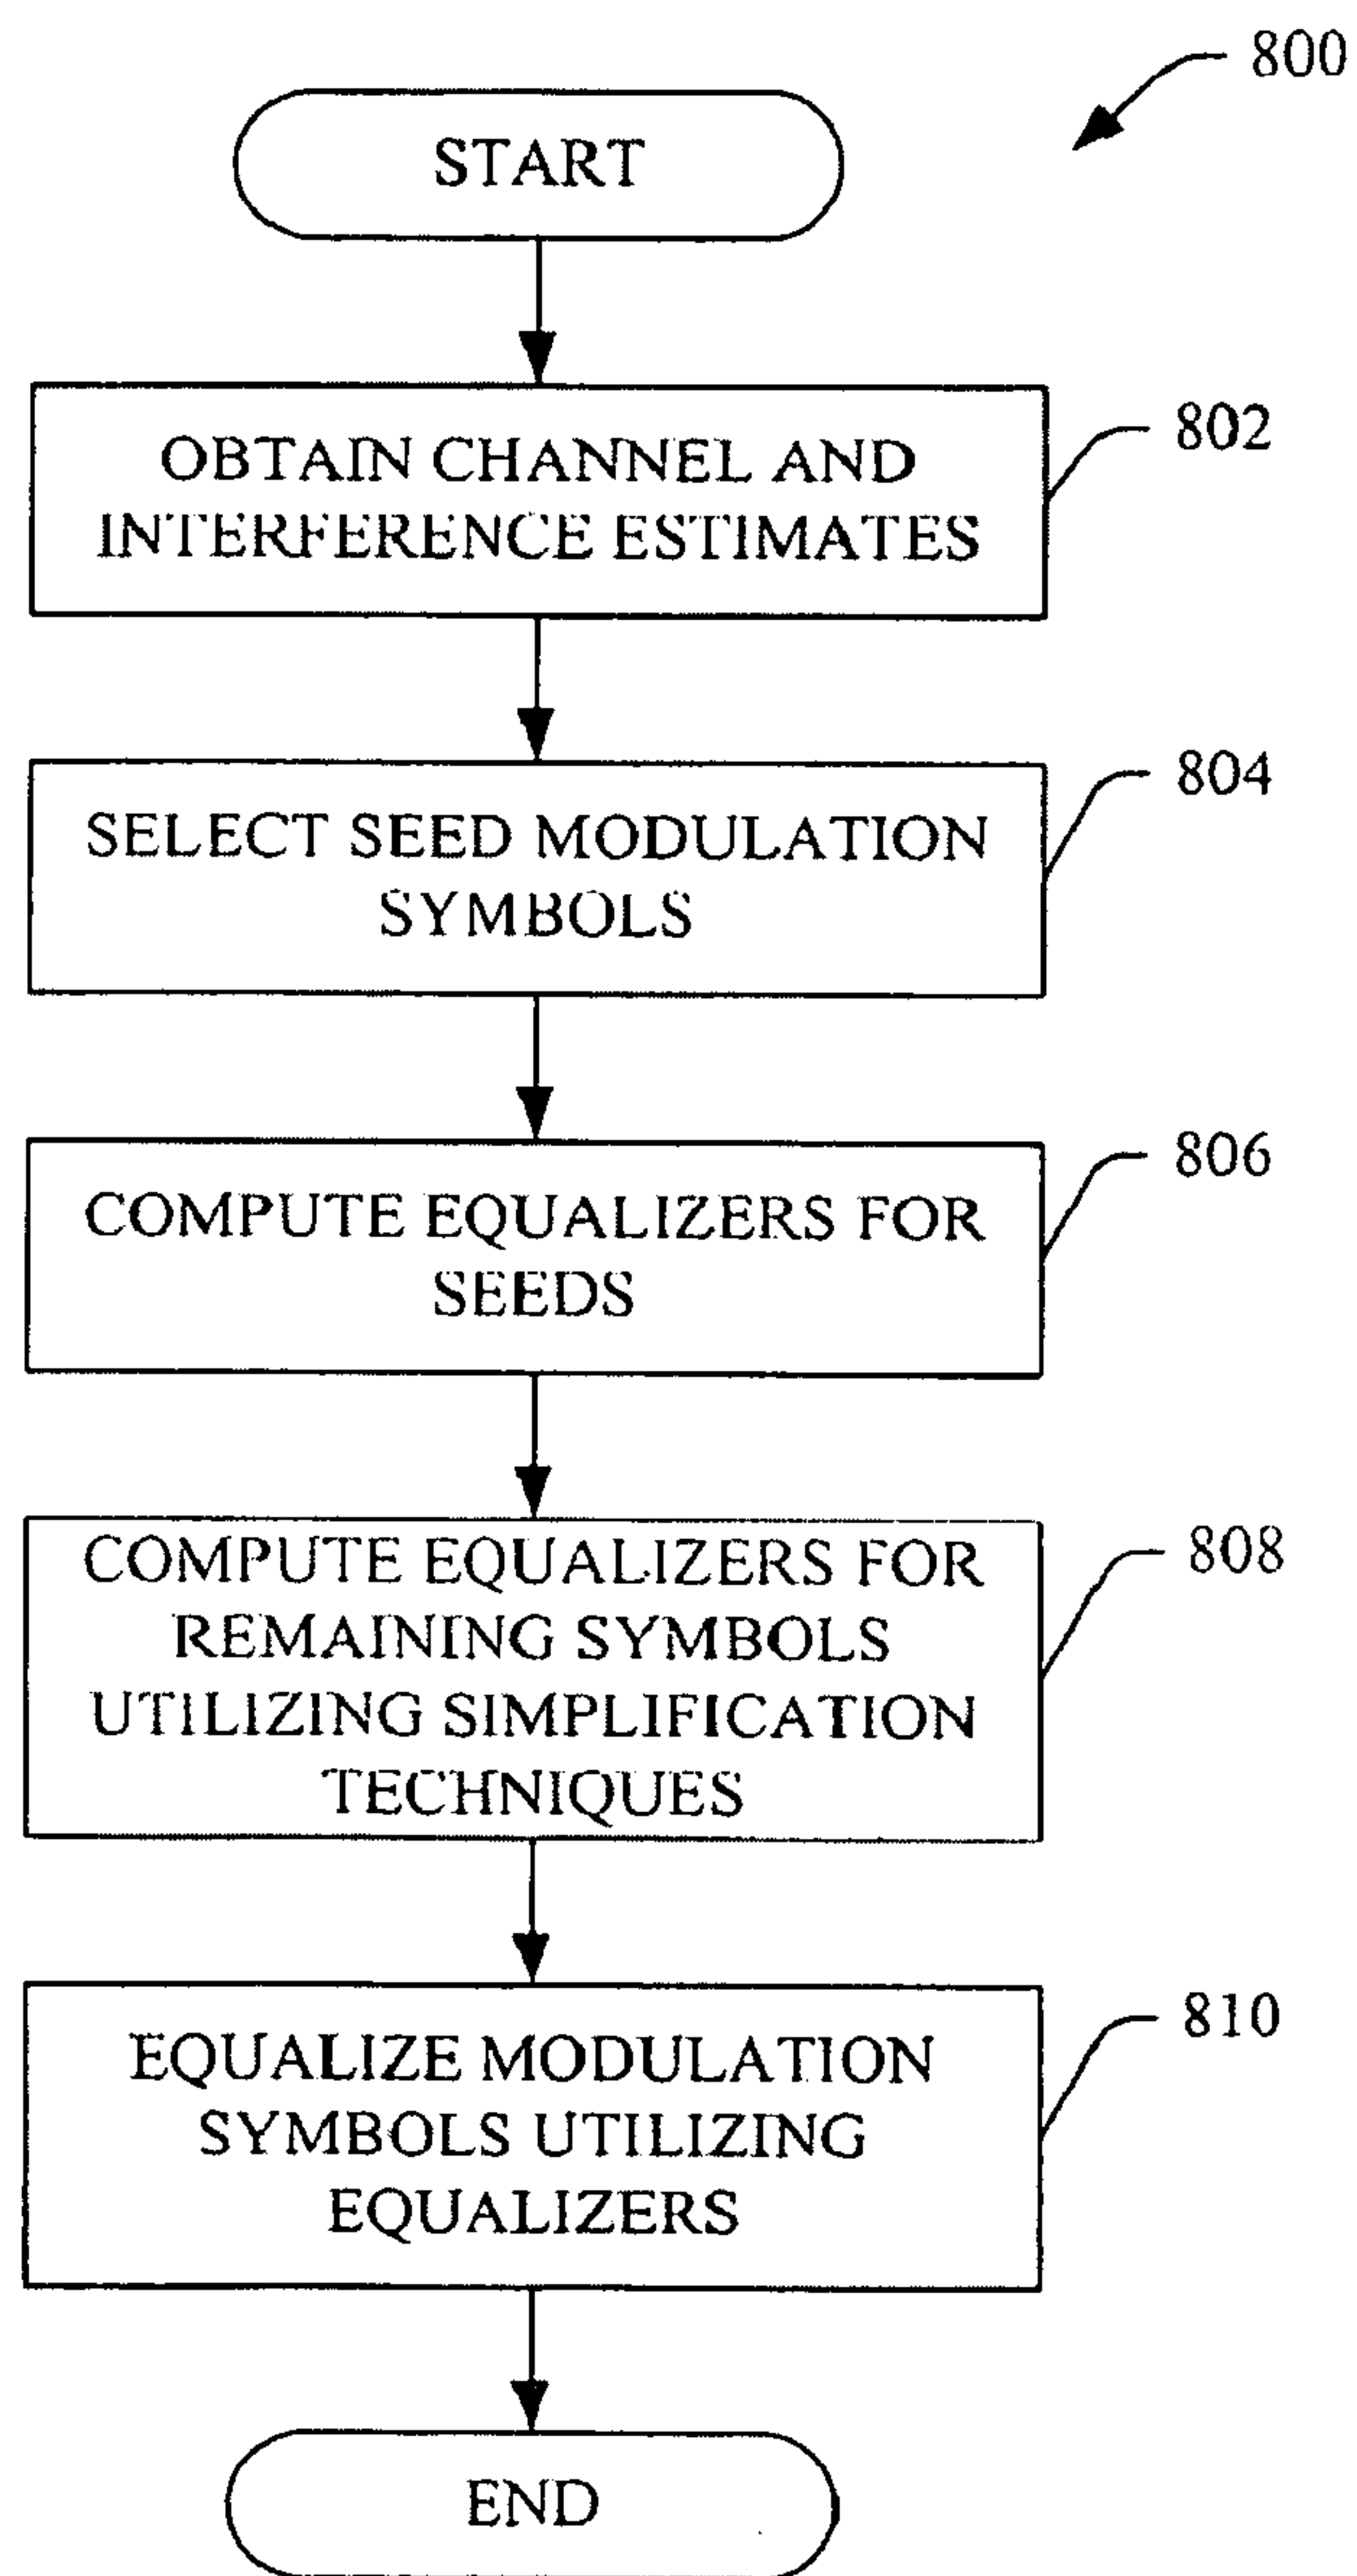 800
START
OBTAIN CHANNEL AND
INTERFERENCE ESTIMATES
802
SELECT SEED MODULATION
SYMBOLS
804
COMPUTE EQUALIZERS FOR
SEEDS
806
COMPUTE EQUALIZERS FOR
REMAINING SYMBOLS
UTILIZING SIMPLIFICATION
TECHNIQUES
808
EQUALIZE MODULATION
SYMBOLS UTILIZING
EQUALIZERS
810
END